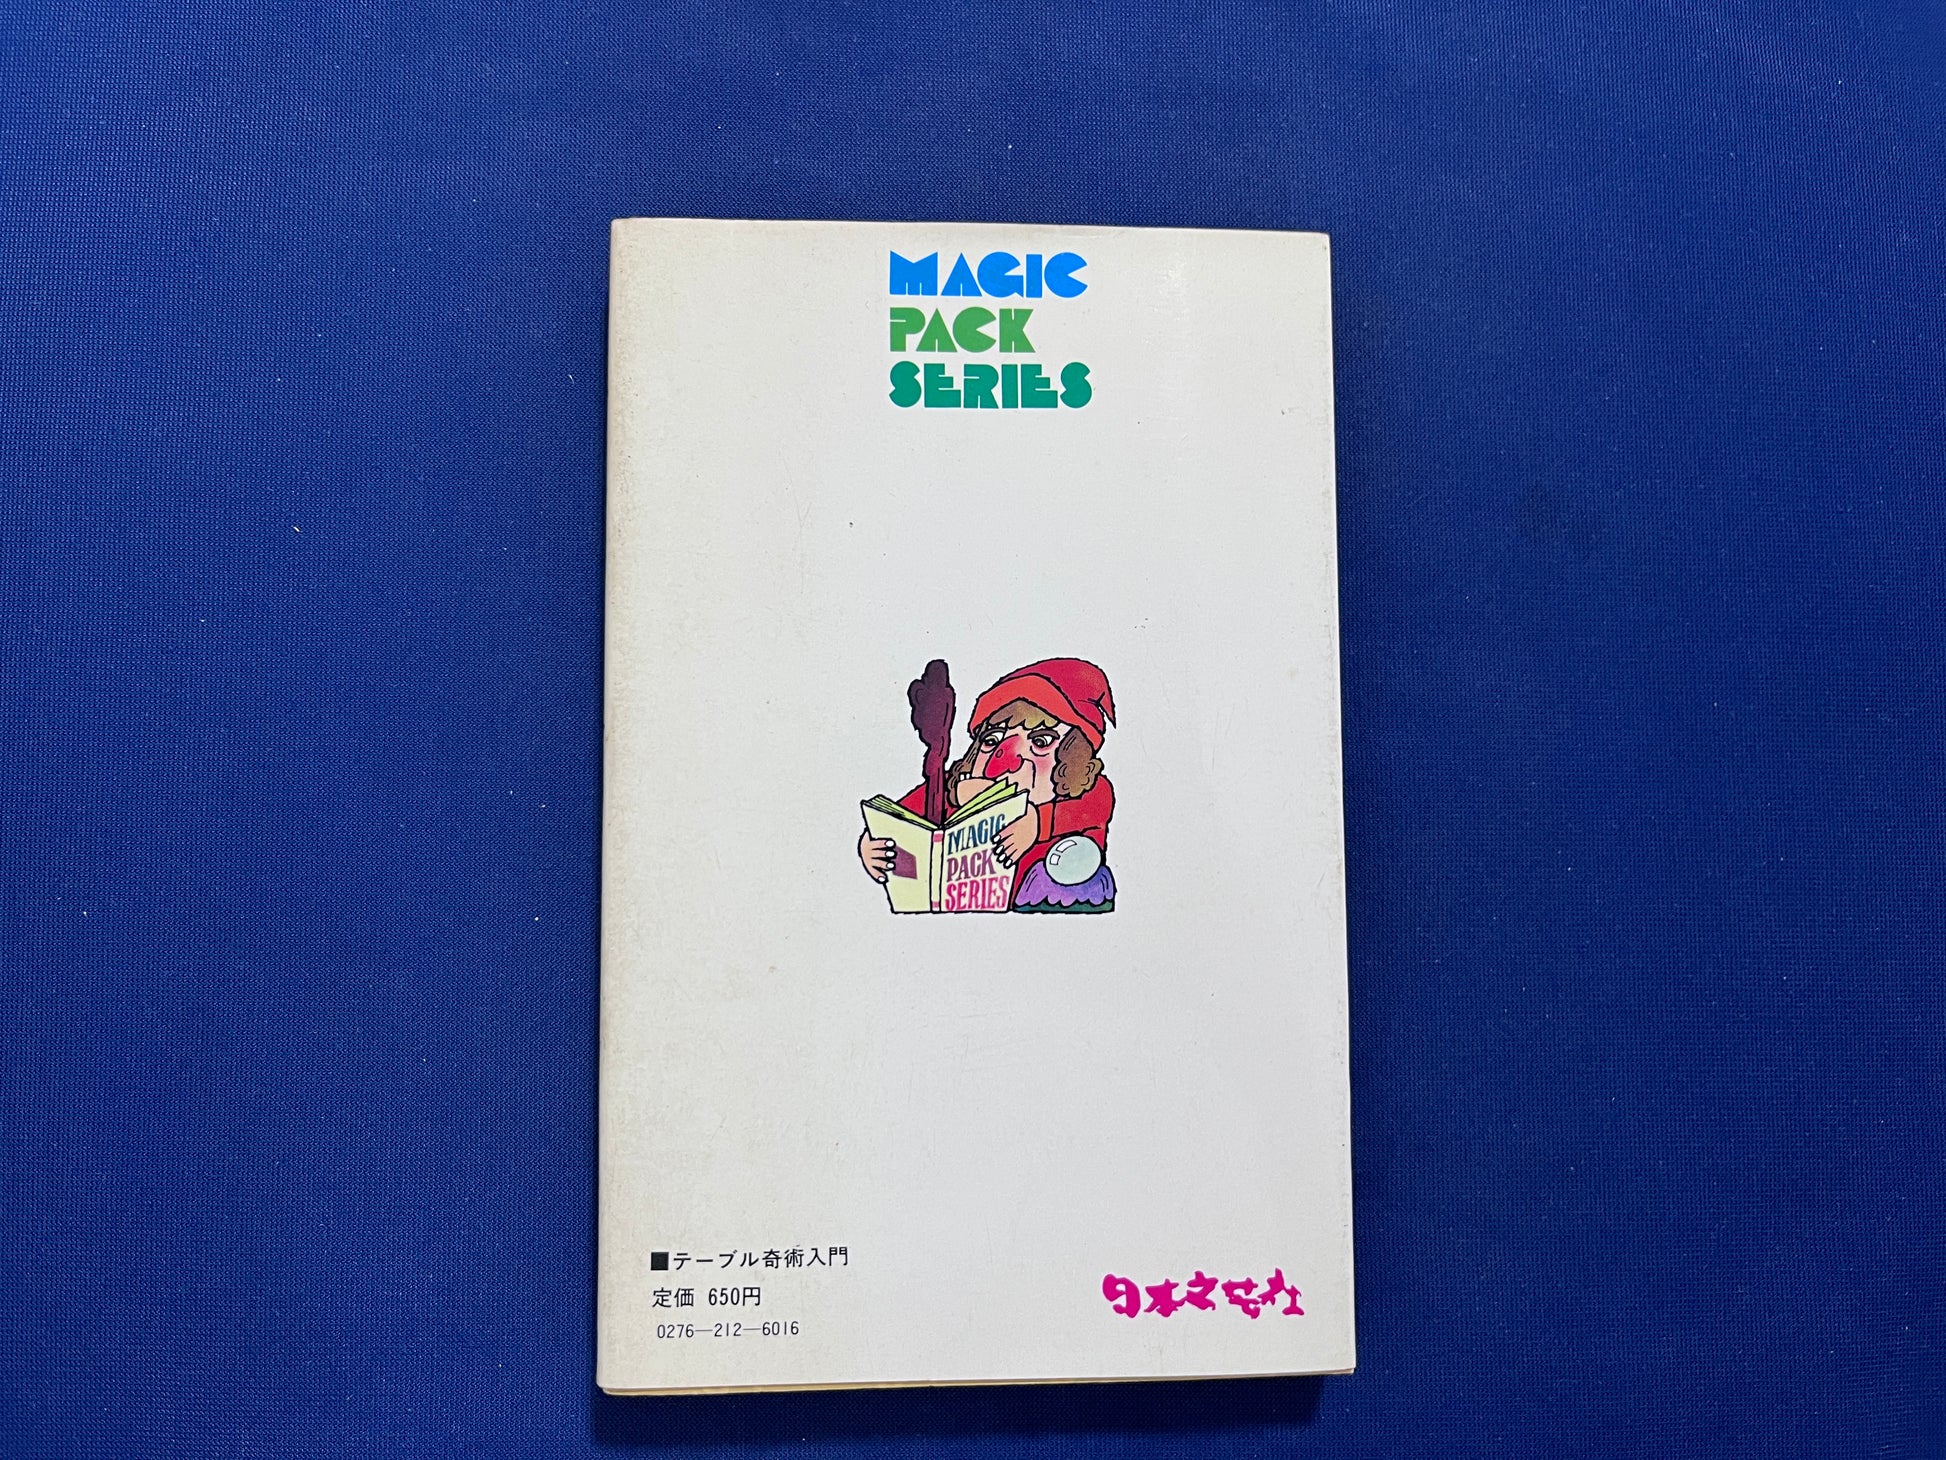 MAGIC
PACK
SERIES
MAGIC
PACK
SERIES
■テーブル奇術入門
定価 650円
0276-212-6016
日本文芸社